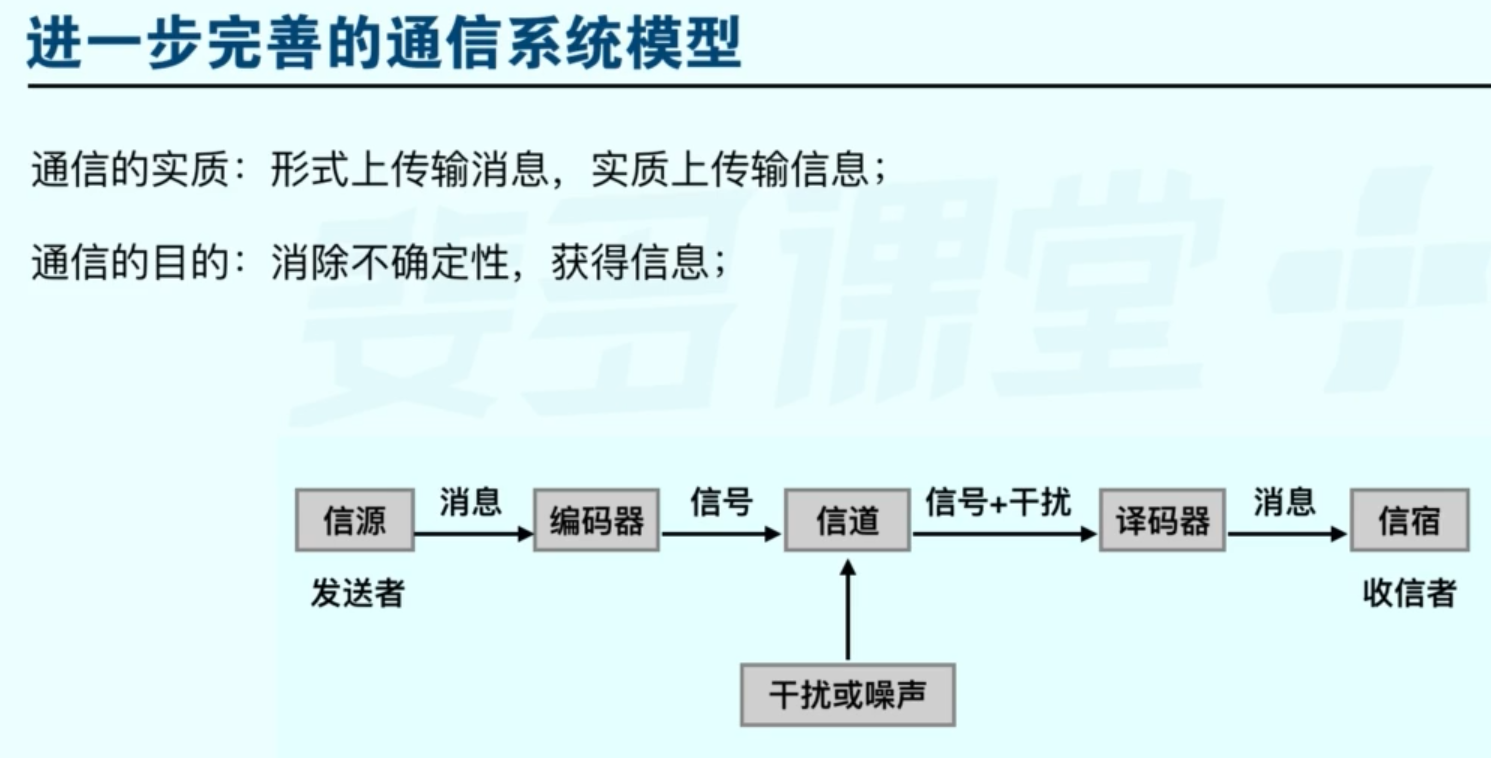 进一步完善的通信系统模型
通信的实质：形式上传输消息，实质上传输信息；
通信的目的：消除不确定性，获得信息；
斐多课堂+
消息 信号 信号+干扰 消息
信源 编码器 信道 译码器 信宿
发送者 收信者
干扰或噪声